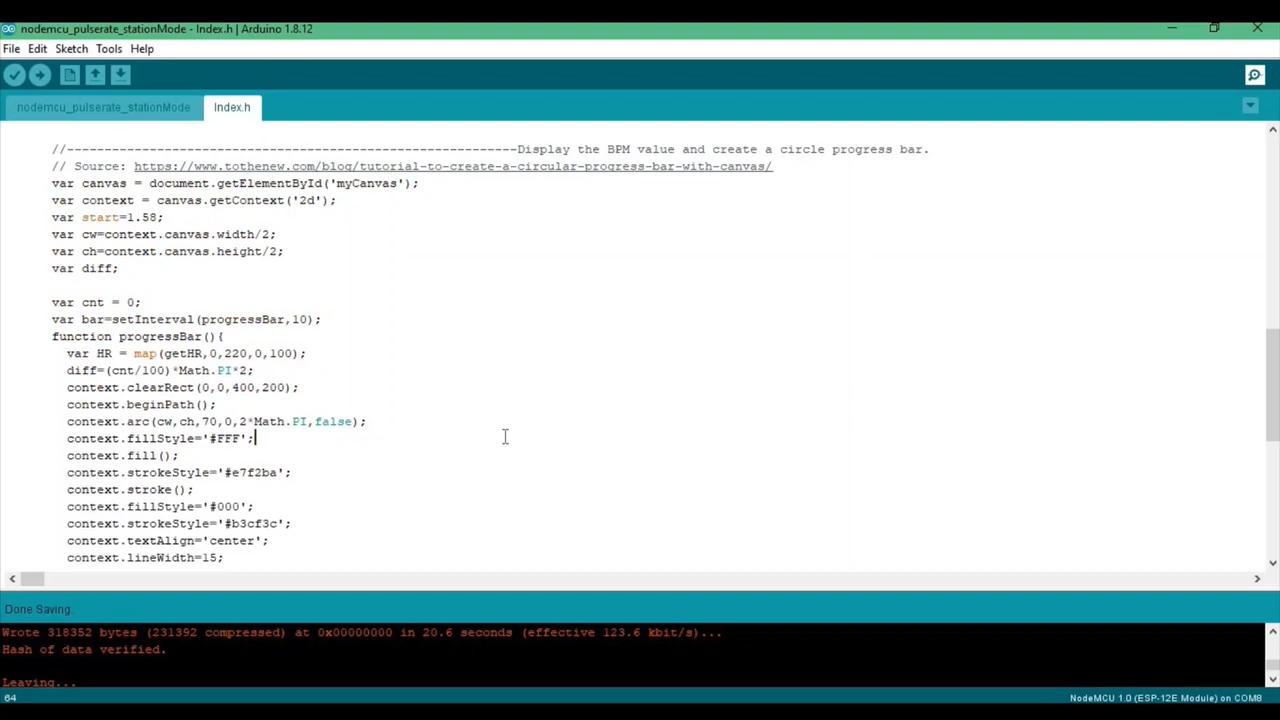 nodemcu_pulserate_stationMode - Index.h | Arduino 1.8.12
File Edit Sketch Tools Help
nodemcu_pulserate_stationMode Index.h
//------------------------------------------------------------Display the BPM value and create a circle progress bar.
// Source: https://www.tothenew.com/blog/tutorial-to-create-a-circular-progress-bar-with-canvas/
var canvas = document.getElementById('myCanvas');
var context = canvas.getContext('2d');
var start=1.58;
var cw=context.canvas.width/2;
var ch=context.canvas.height/2;
var diff;
var cnt = 0;
var bar=setInterval(progressBar,10);
function progressBar(){
var HR = map(getHR,0,220,0,100);
diff=(cnt/100)*Math.PI*2;
context.clearRect(0,0,400,200);
context.beginPath();
context.arc(cw,ch,70,0,2*Math.PI,false);
context.fillStyle='#FFF';
context.fill();
context.strokeStyle='#e7f2ba';
context.stroke();
context.fillStyle='#000';
context.strokeStyle='#b3cf3c';
context.textAlign='center';
context.lineWidth=15;
Done Saving.
Wrote 318352 bytes (231392 compressed) at 0x00000000 in 20.6 seconds (effective 123.6 kbit/s)...
Hash of data verified.
Leaving...
64 NodeMCU 1.0 (ESP-12E Module) on COM8